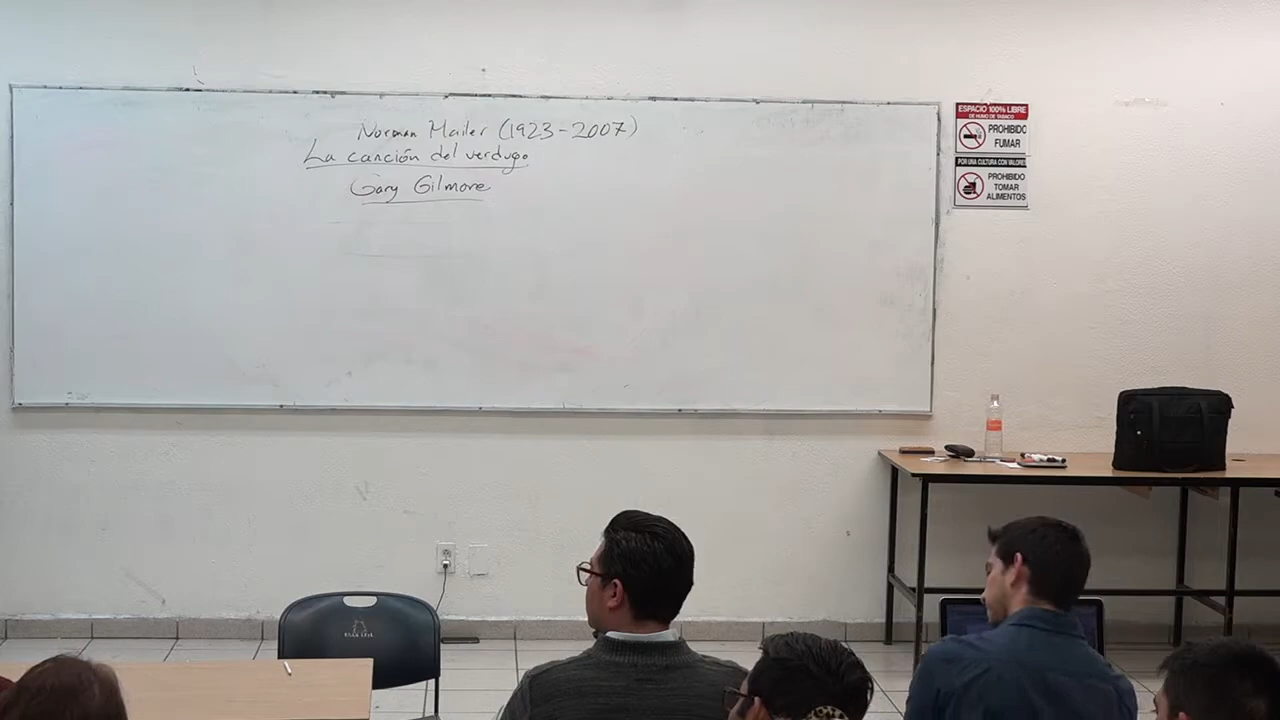 Norman Mailer (1923-2007)
La canción del verdugo
Gary Gilmore
ESPACIO 100% LIBRE
DE HUMO DE TABACO
PROHIBIDO
FUMAR
POR UNA CULTURA CON VALORES
PROHIBIDO
TOMAR
ALIMENTOS